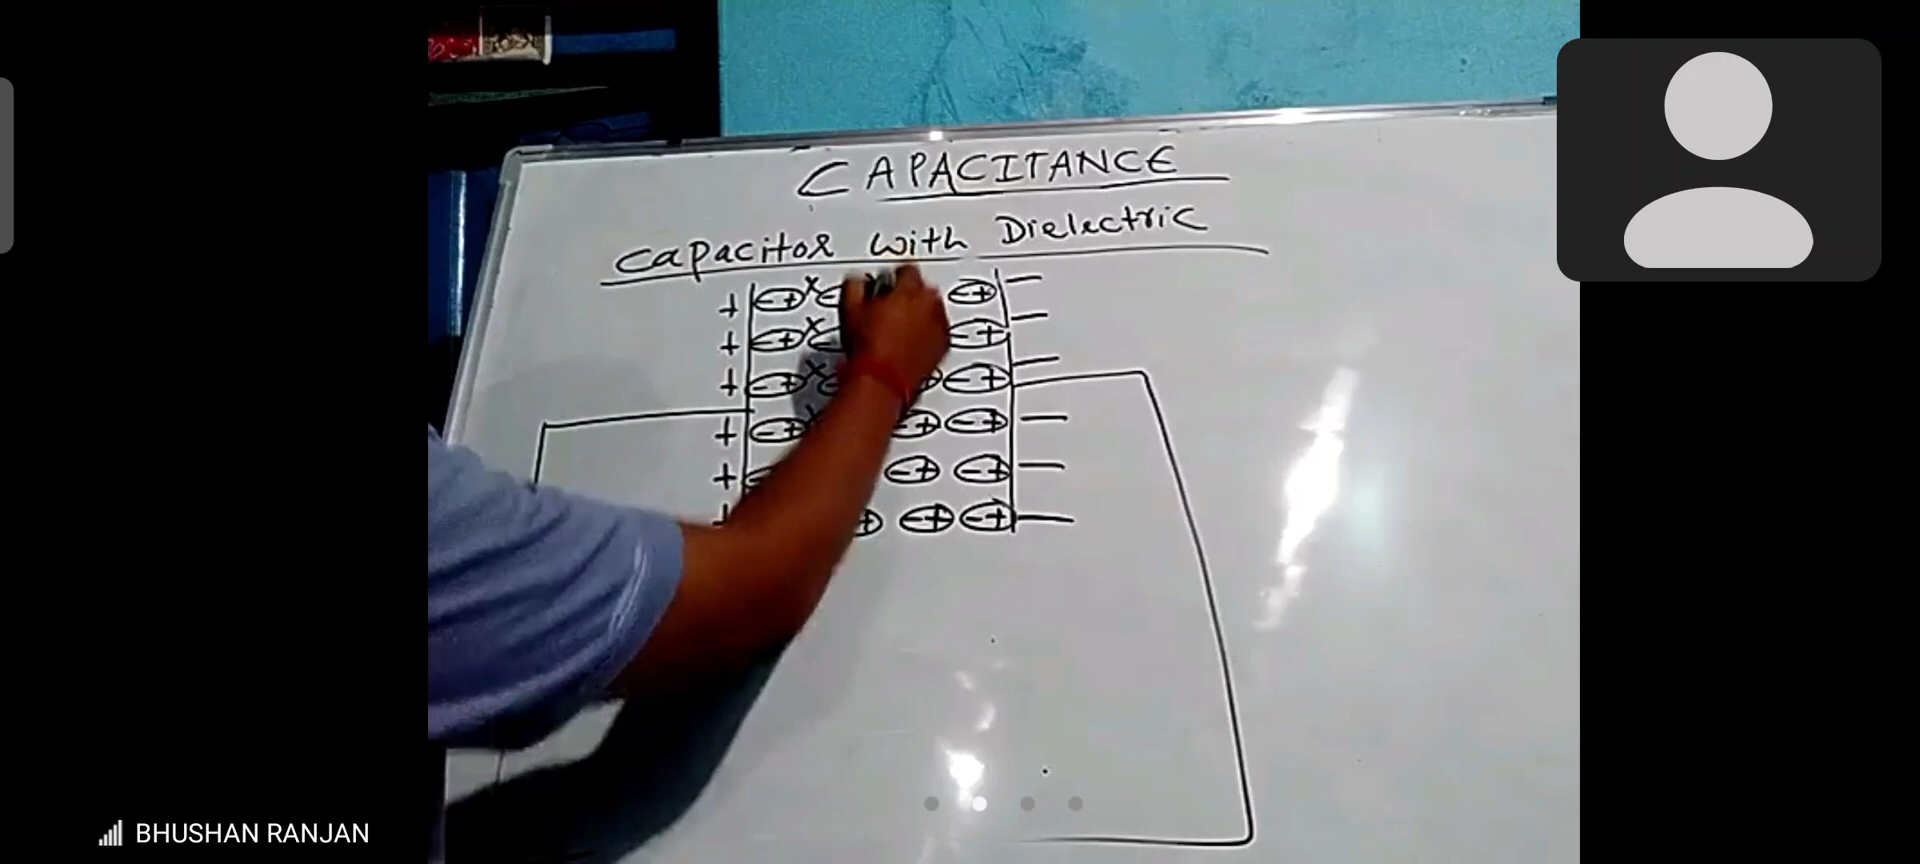 CAPACITANCE
Capacitor with Dielectric
+ - + x - - + -
+ - + x - - + -
+ - + x - + - + -
+ - + - + - + -
+ - + - + -
+ + - + - + -
BHUSHAN RANJAN